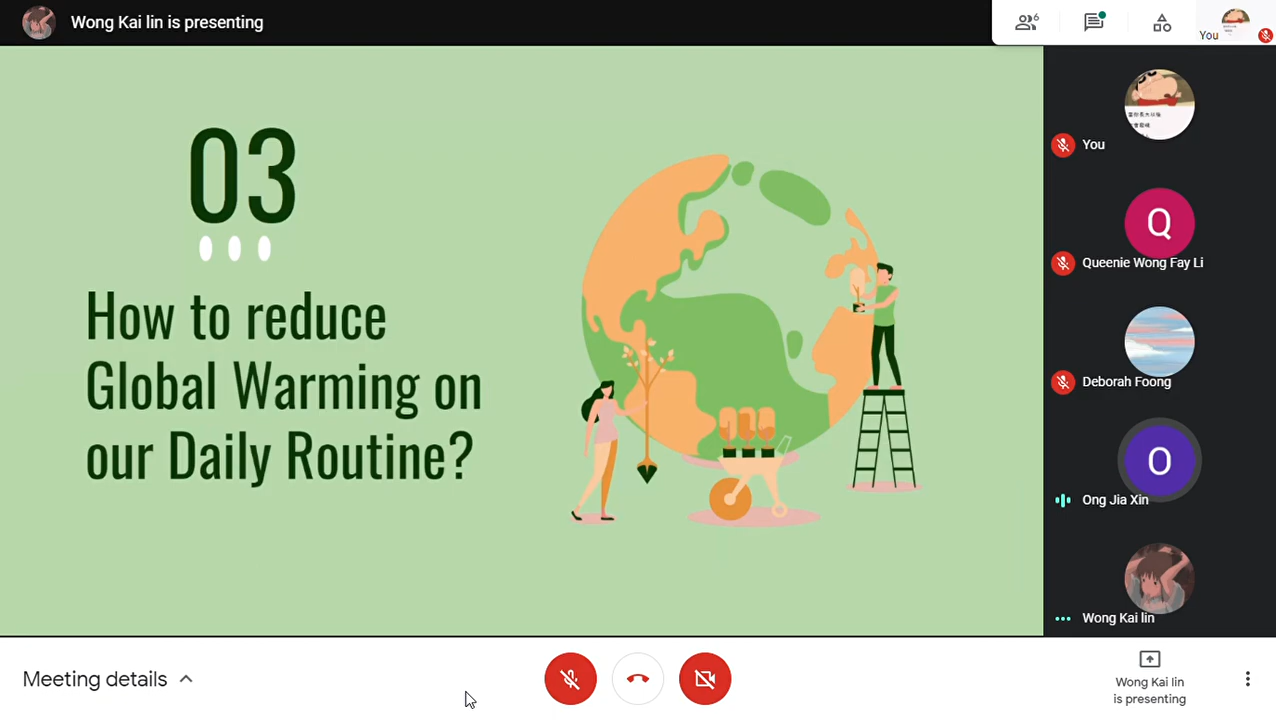 Wong Kai lin is presenting
6
You
03
How to reduce
Global Warming on
our Daily Routine?
You
Q
Queenie Wong Fay Li
Deborah Foong
O
Ong Jia Xin
Wong Kai lin
Meeting details
Wong Kai lin
is presenting